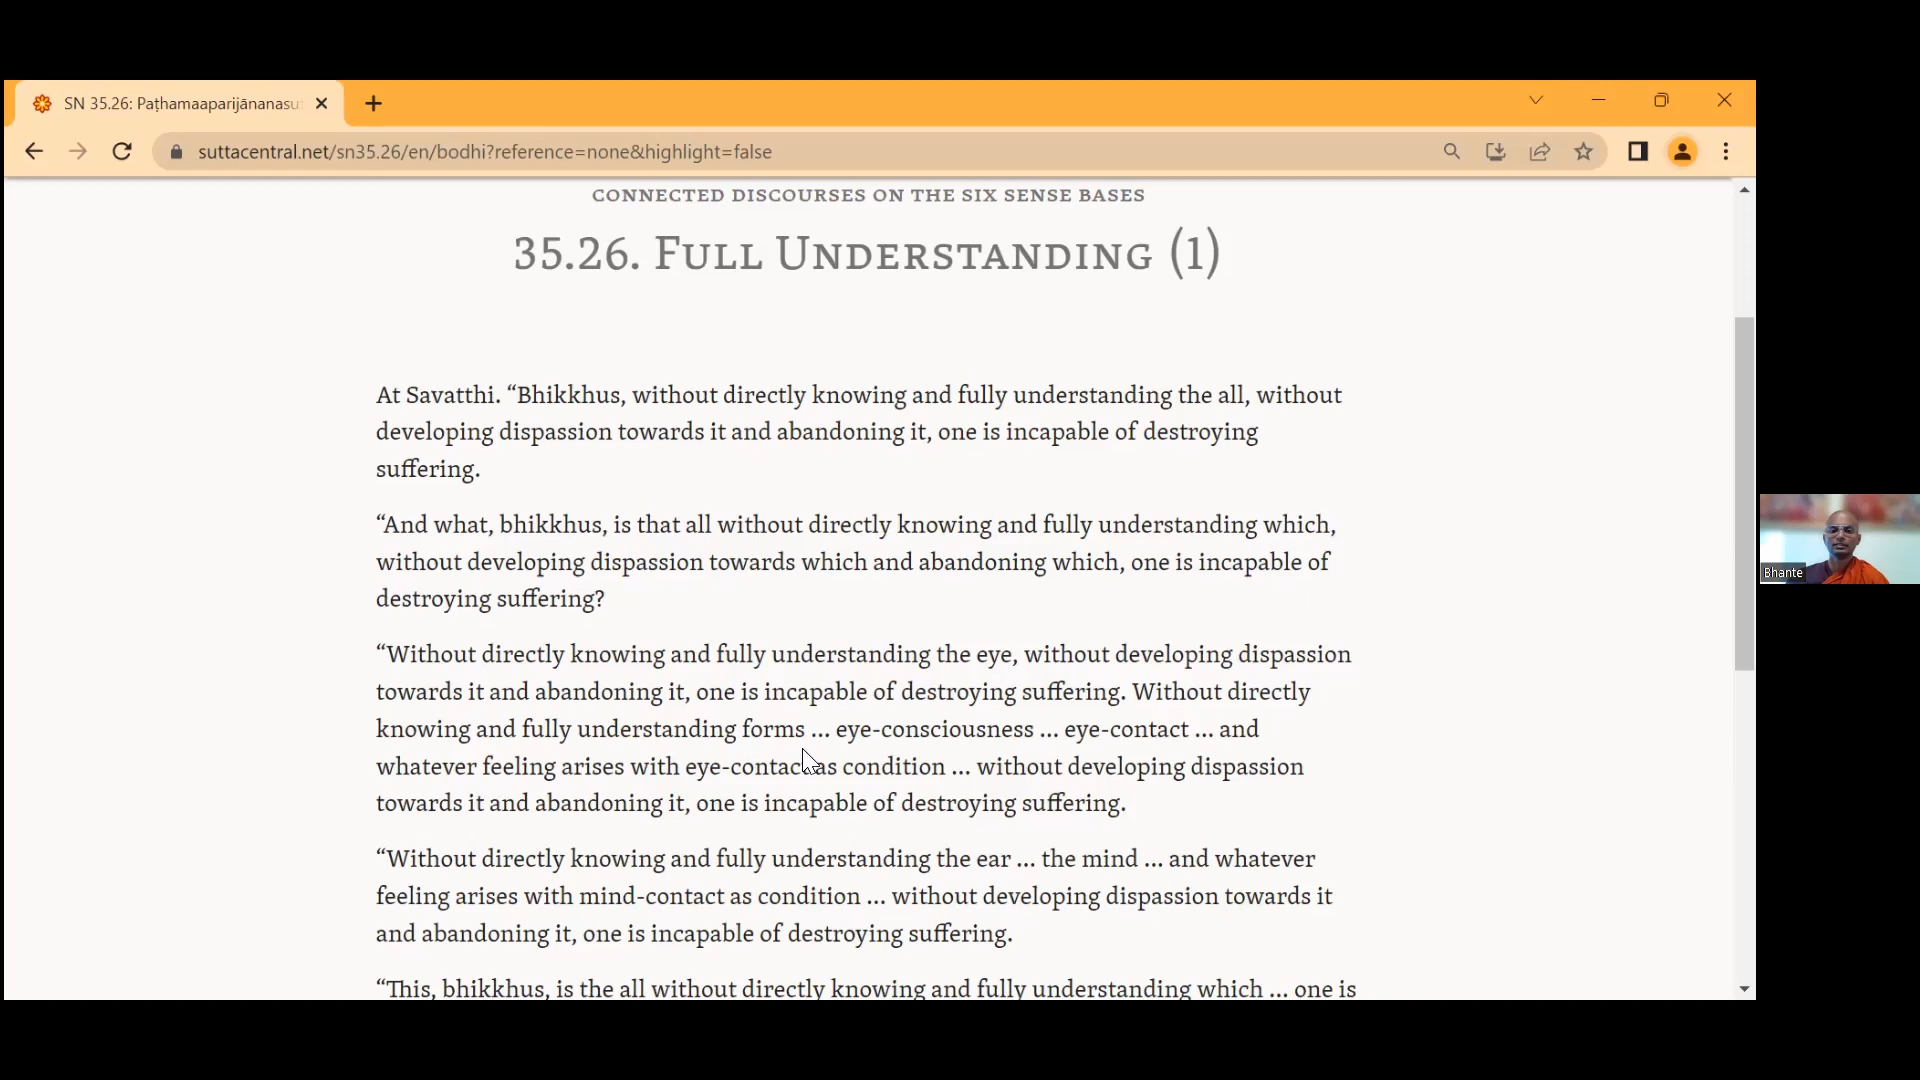 SN 35.26: Paṭhamaaparijānanasu
suttacentral.net/sn35.26/en/bodhi?reference=none&highlight=false
CONNECTED DISCOURSES ON THE SIX SENSE BASES
35.26. FULL UNDERSTANDING (1)
At Savatthi. “Bhikkhus, without directly knowing and fully understanding the all, without
developing dispassion towards it and abandoning it, one is incapable of destroying
suffering.
“And what, bhikkhus, is that all without directly knowing and fully understanding which,
without developing dispassion towards which and abandoning which, one is incapable of
destroying suffering?
“Without directly knowing and fully understanding the eye, without developing dispassion
towards it and abandoning it, one is incapable of destroying suffering. Without directly
knowing and fully understanding forms … eye-consciousness … eye-contact … and
whatever feeling arises with eye-contact as condition … without developing dispassion
towards it and abandoning it, one is incapable of destroying suffering.
“Without directly knowing and fully understanding the ear … the mind … and whatever
feeling arises with mind-contact as condition … without developing dispassion towards it
and abandoning it, one is incapable of destroying suffering.
“This, bhikkhus, is the all without directly knowing and fully understanding which … one is
Bhante